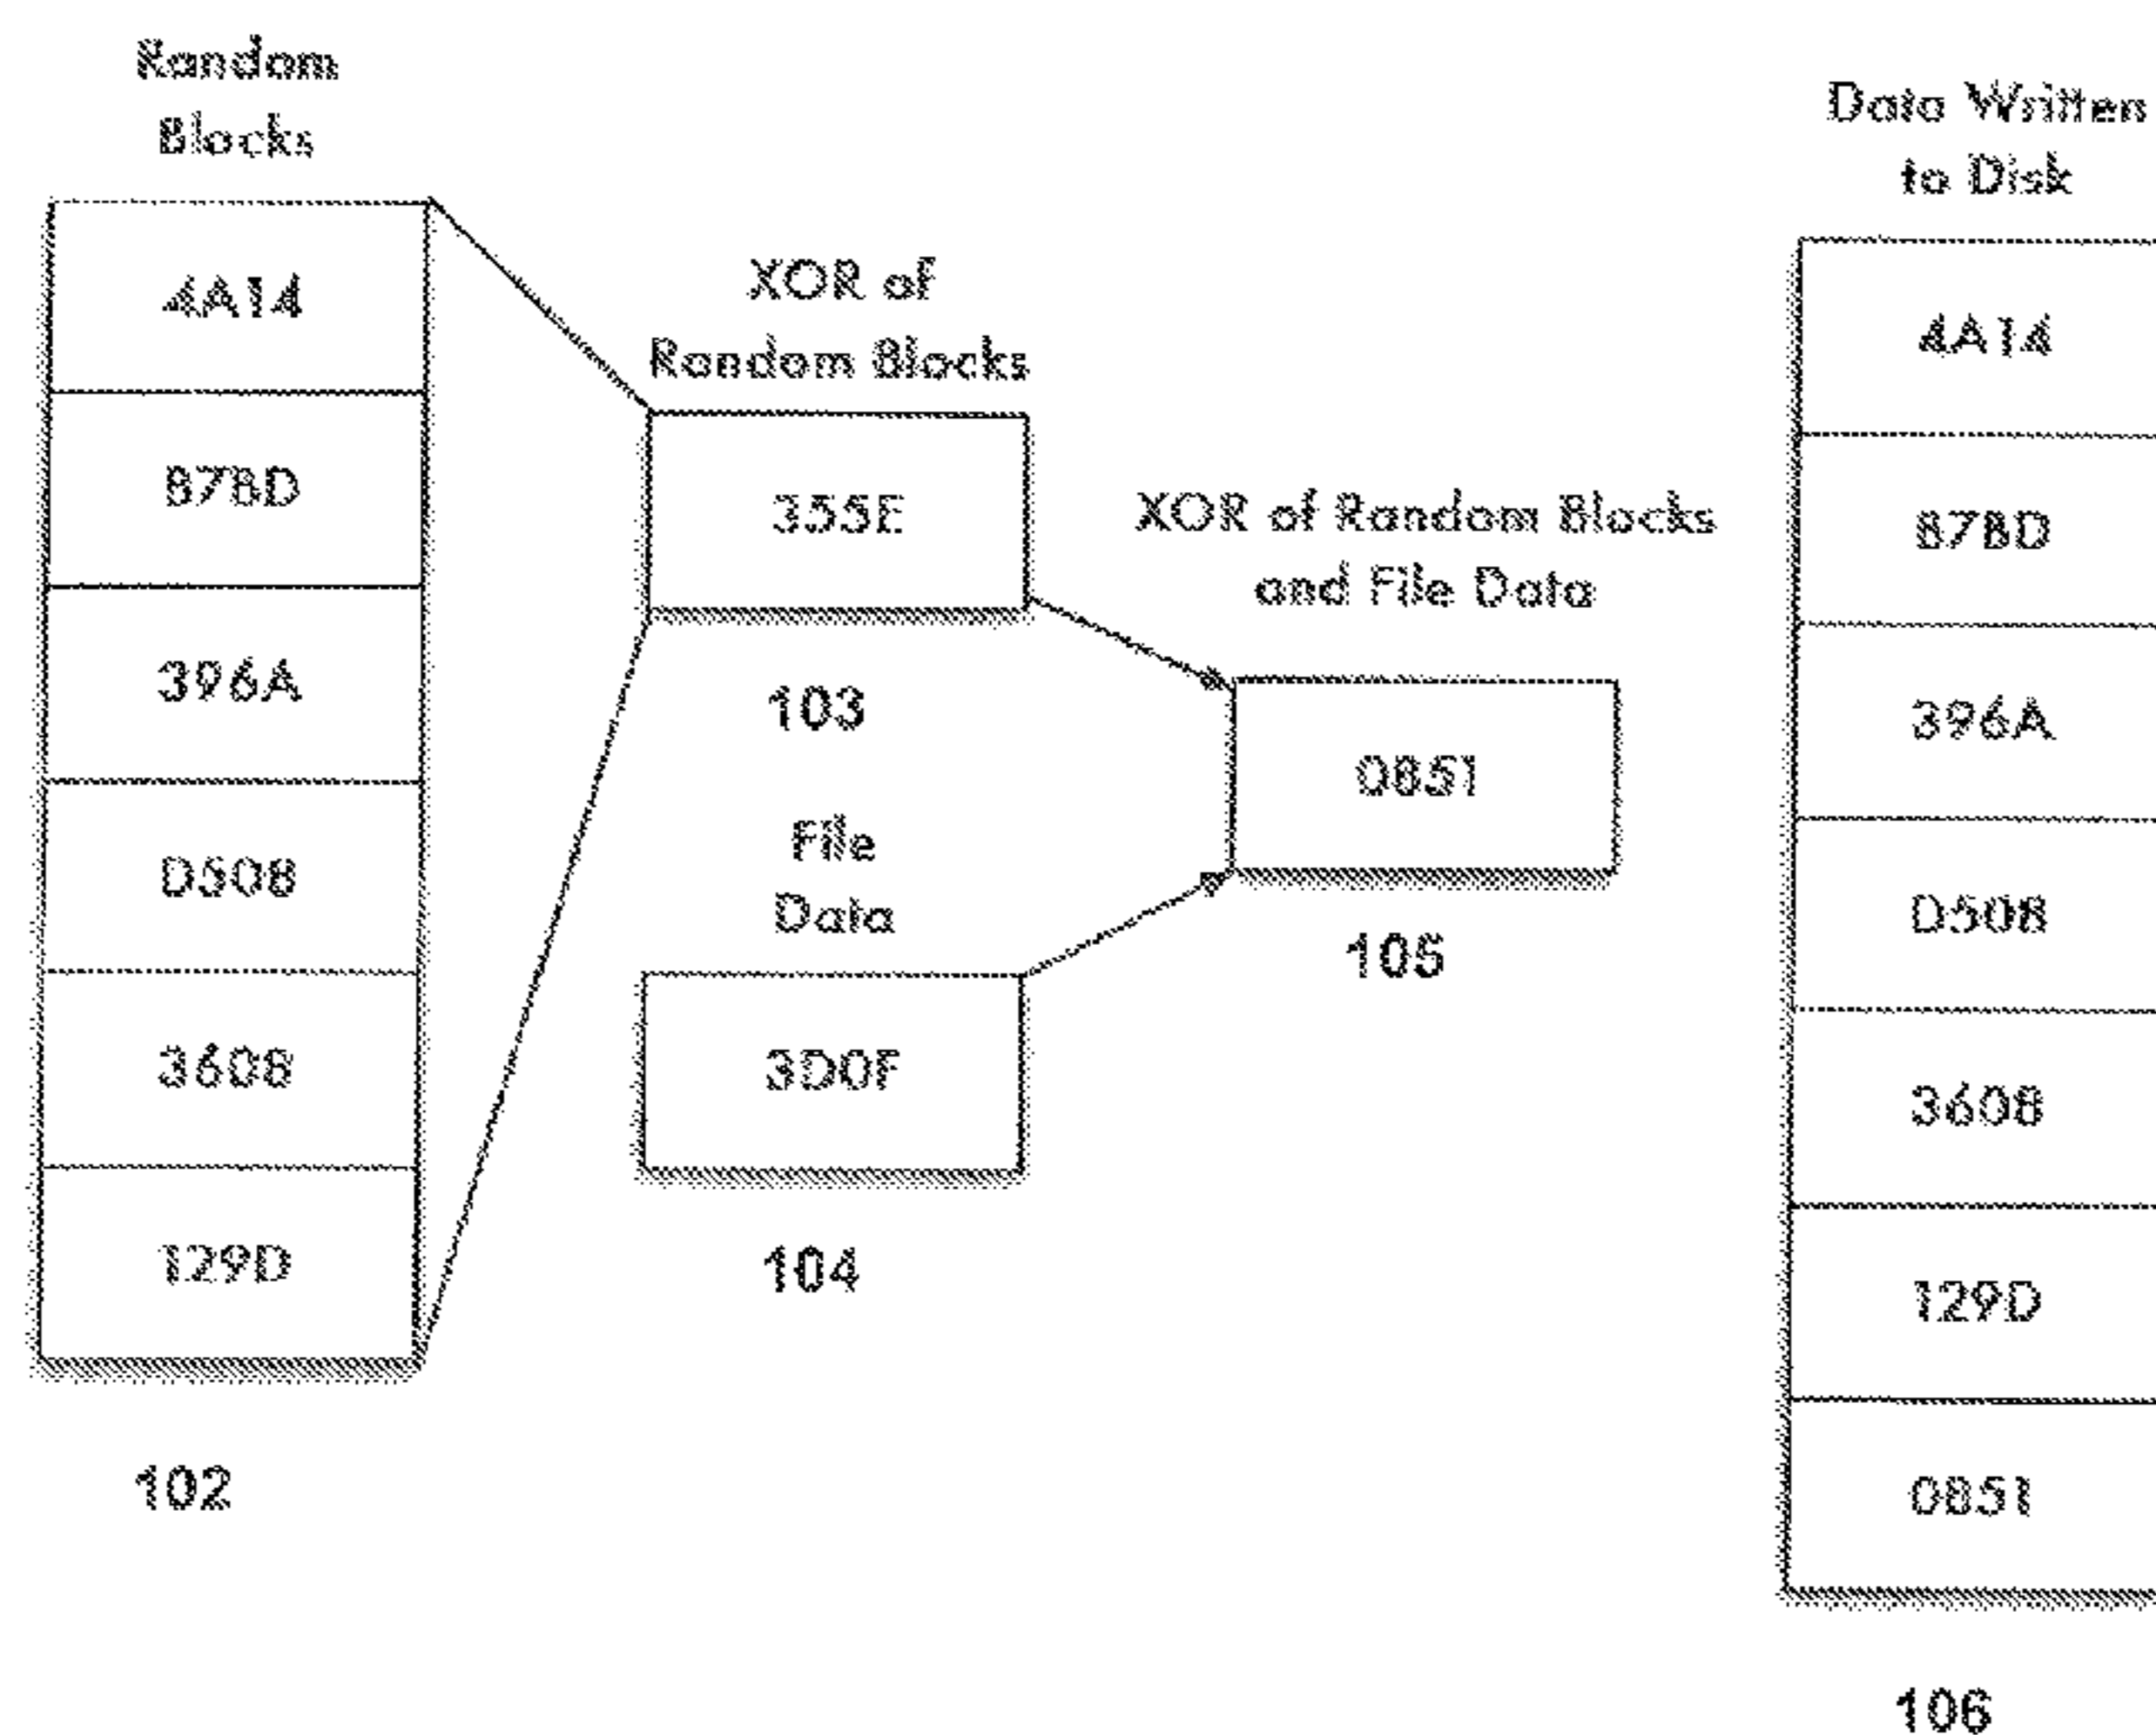 Random
Blocks
4A14
87BD
396A
D508
3608
129D
102
XOR of
Random Blocks
355E
103
File
Data
3D0F
104
XOR of Random Blocks
and File Data
0851
105
Data Written
to Disk
4A14
87BD
396A
D508
3608
129D
0851
106